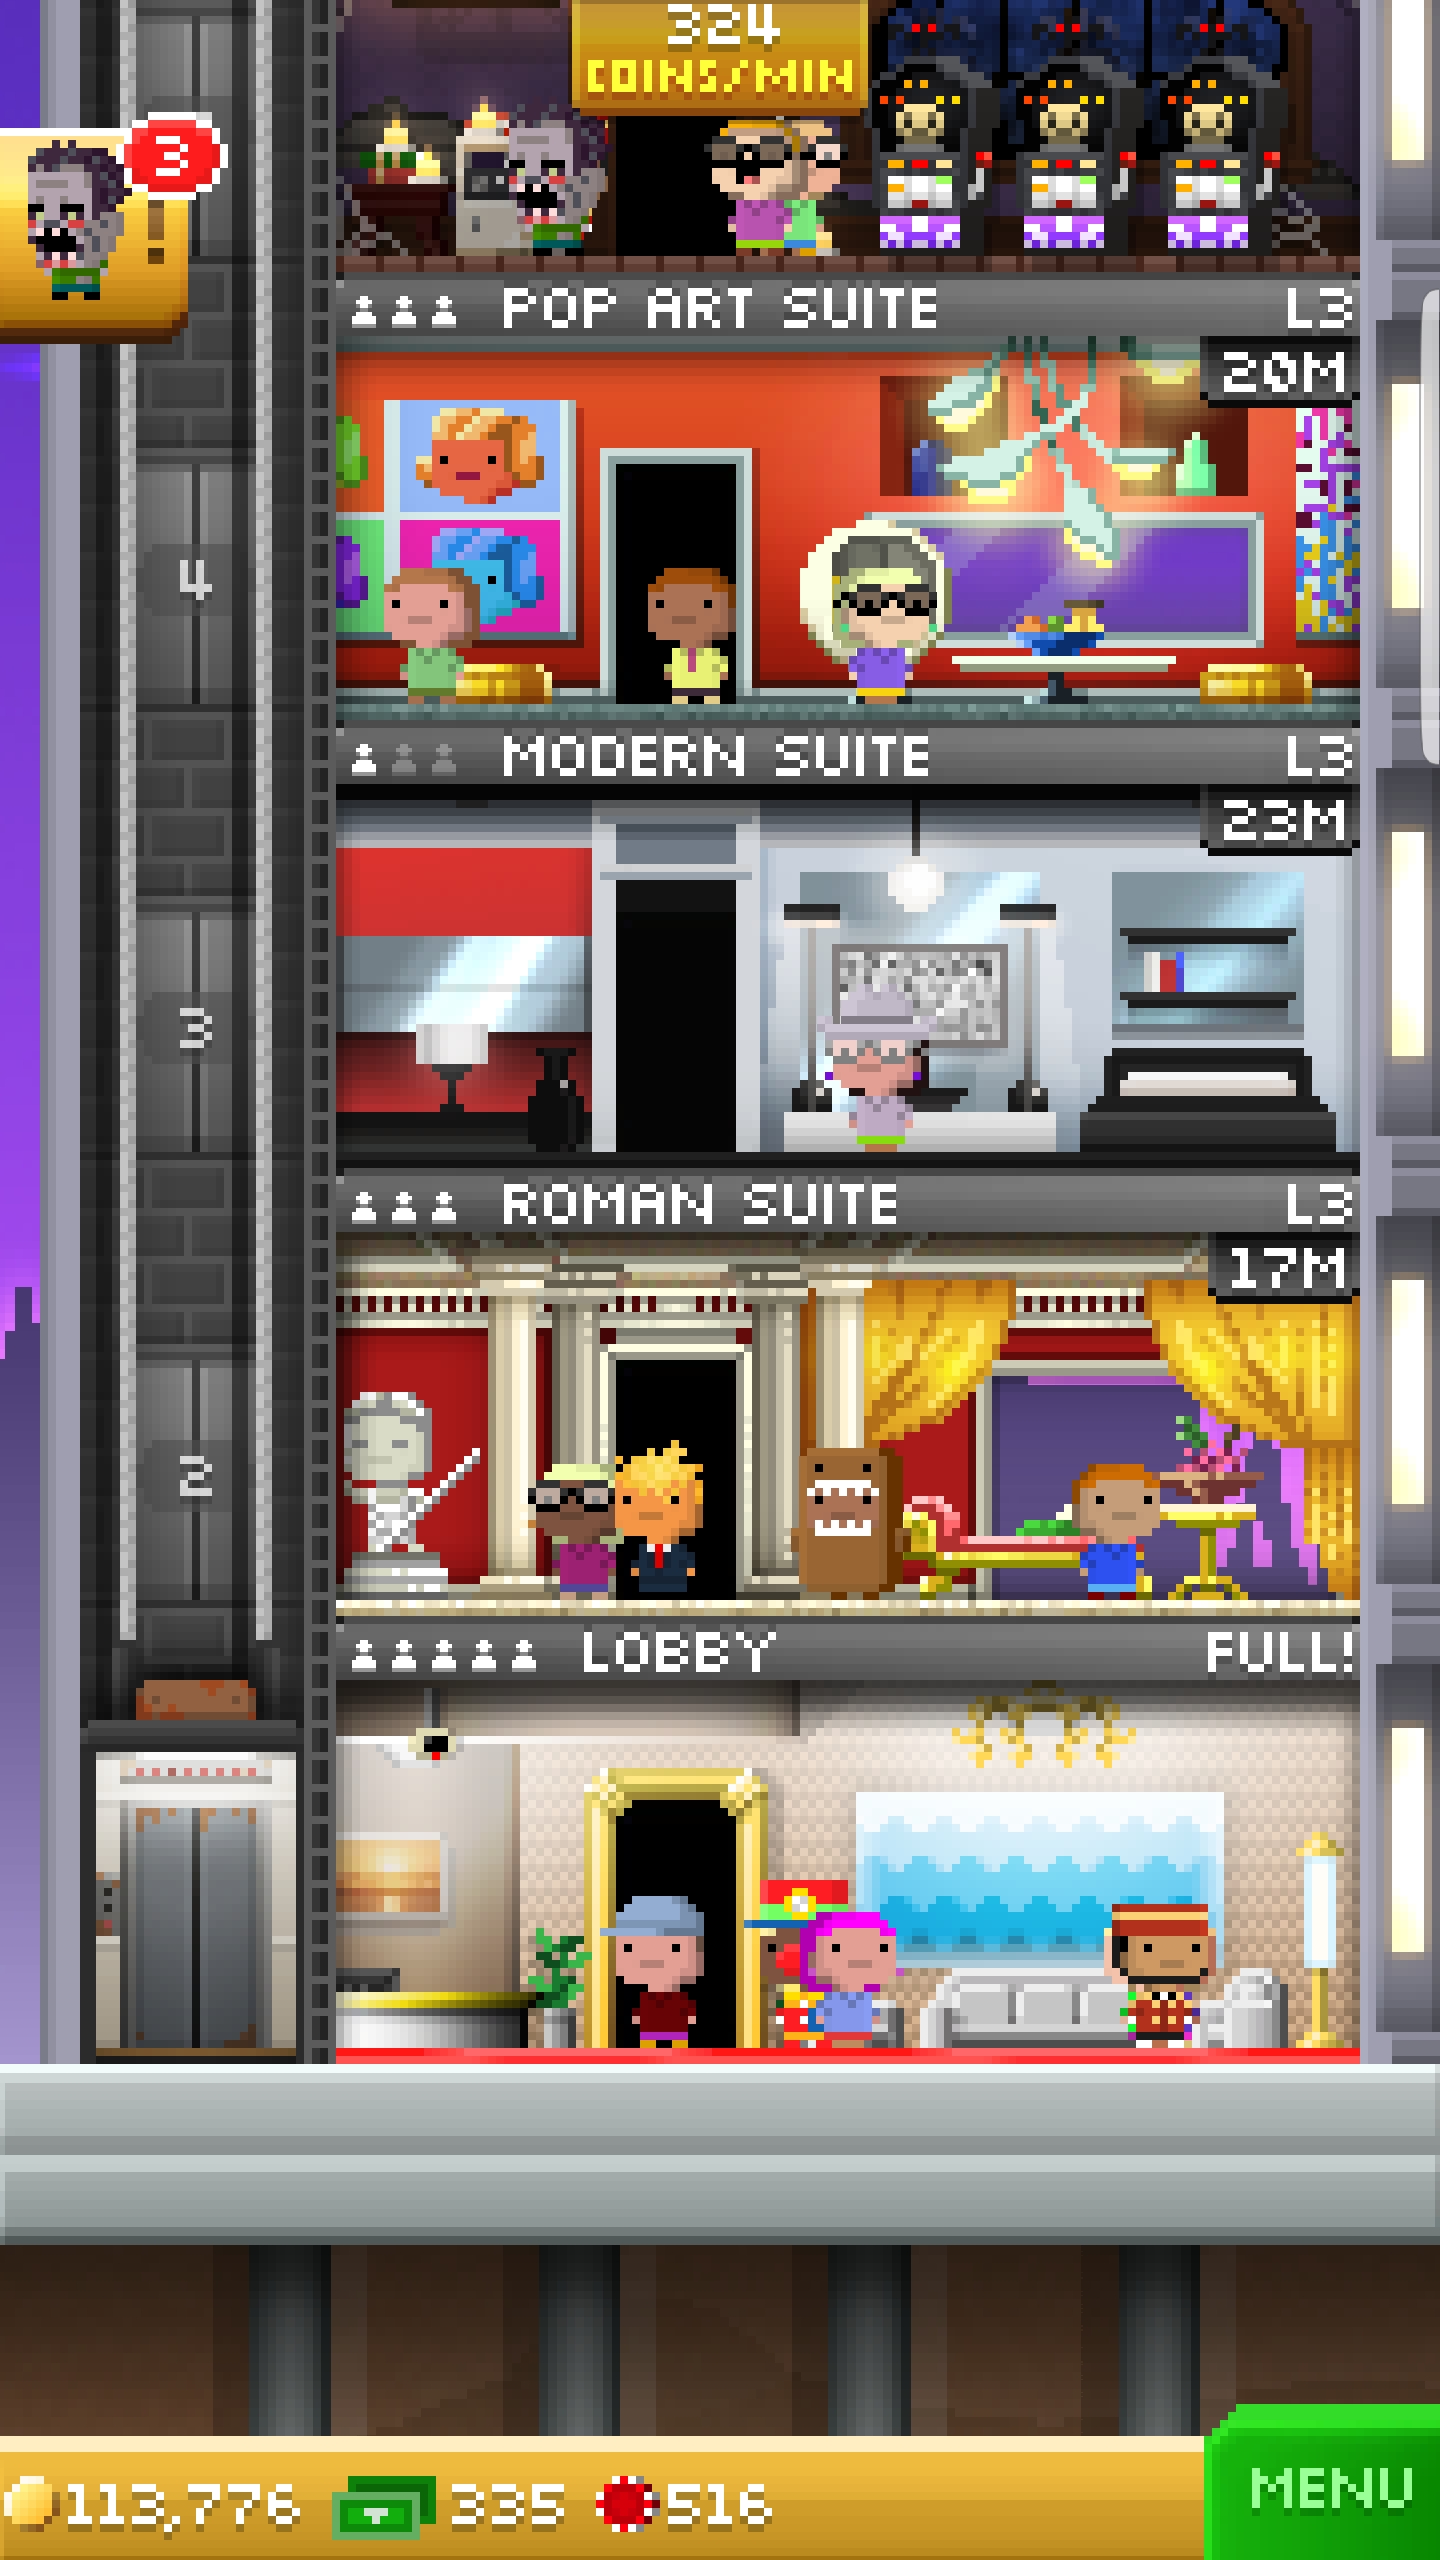 324
COINS/MIN
3
!
POP ART SUITE L3
20M
4
MODERN SUITE L3
23M
3
ROMAN SUITE L3
17M
2
LOBBY FULL!
113,776 335 516
MENU